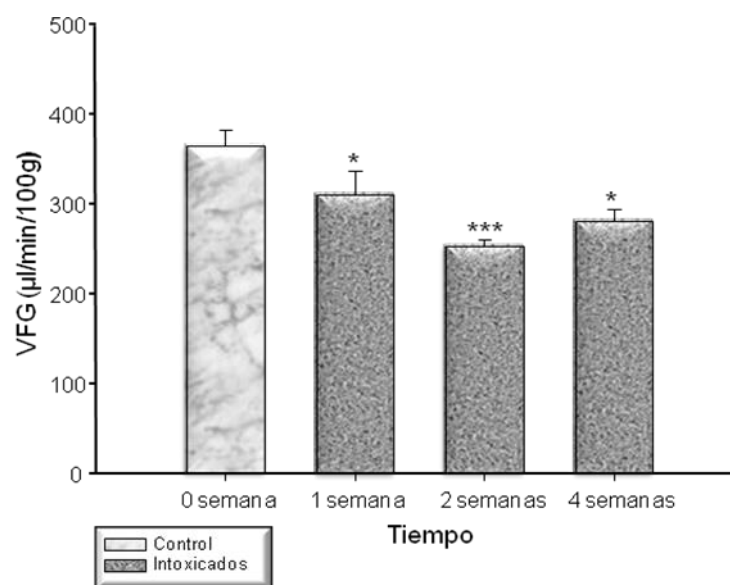 500
400
300
200
100
0
VFG (µl/min/100g)
*
***
*
0 semana 1 semana 2 semanas 4 semanas
Tiempo
Control
Intoxicados